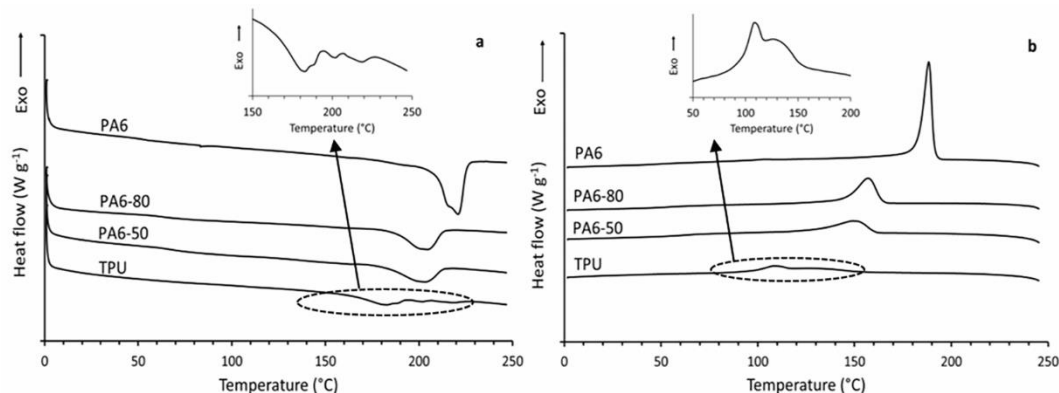 a
Exo
150 200 250
Temperature (°C)
Exo
Heat flow (W g⁻¹)
PA6
PA6-80
PA6-50
TPU
0 50 100 150 200 250
Temperature (°C)
b
Exo
50 100 150 200
Temperature (°C)
Exo
Heat flow (W g⁻¹)
PA6
PA6-80
PA6-50
TPU
0 50 100 150 200 250
Temperature (°C)